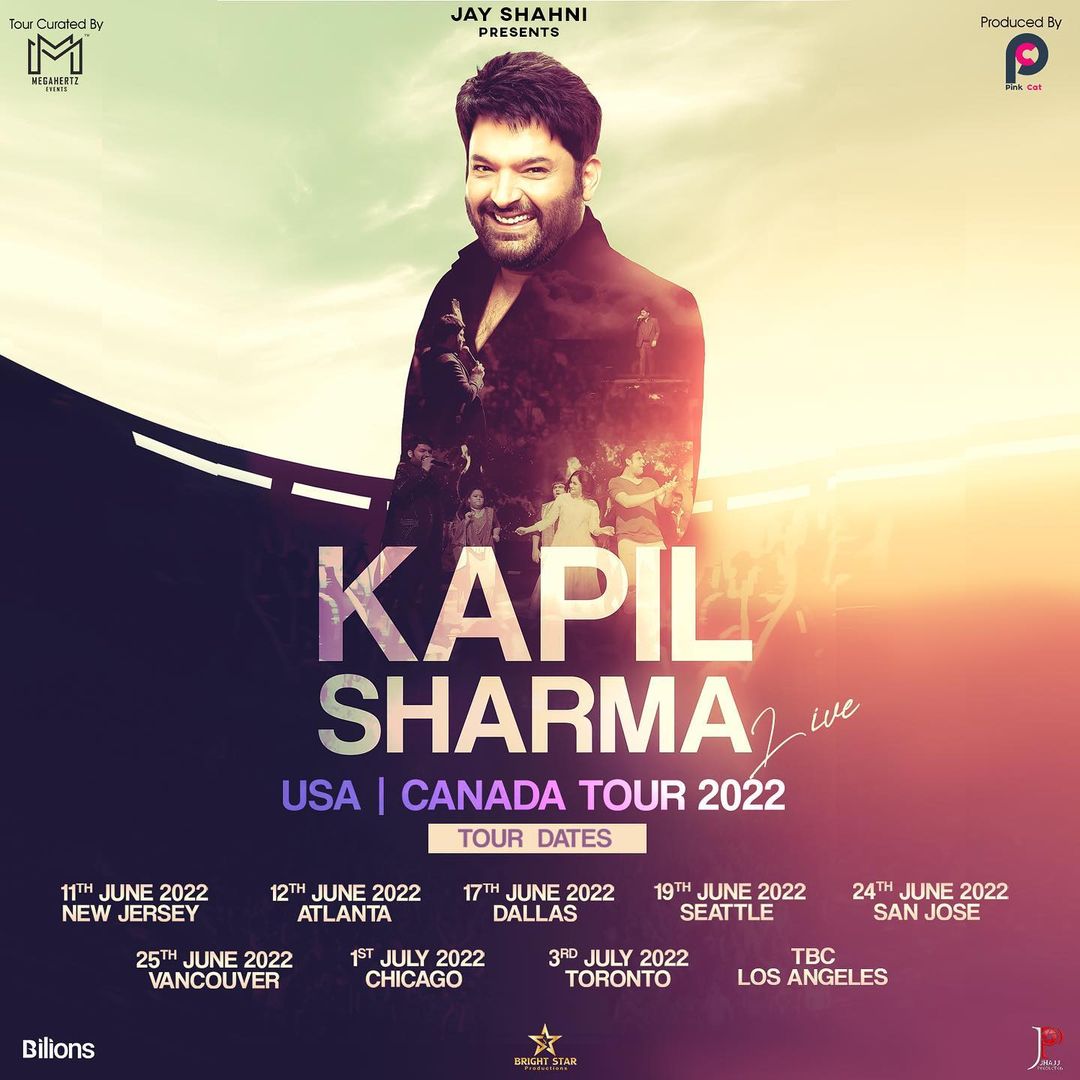 Tour Curated By
MEGAHERTZ
EVENTS
JAY SHAHNI
PRESENTS
Produced By
Pink Cat
KAPIL
SHARMA
Live
USA | CANADA TOUR 2022
TOUR DATES
11TH JUNE 2022
NEW JERSEY
12TH JUNE 2022
ATLANTA
17TH JUNE 2022
DALLAS
19TH JUNE 2022
SEATTLE
24TH JUNE 2022
SAN JOSE
25TH JUNE 2022
VANCOUVER
1ST JULY 2022
CHICAGO
3RD JULY 2022
TORONTO
TBC
LOS ANGELES
Bilions
BRIGHT STAR
Productions
JP
JHAJJ